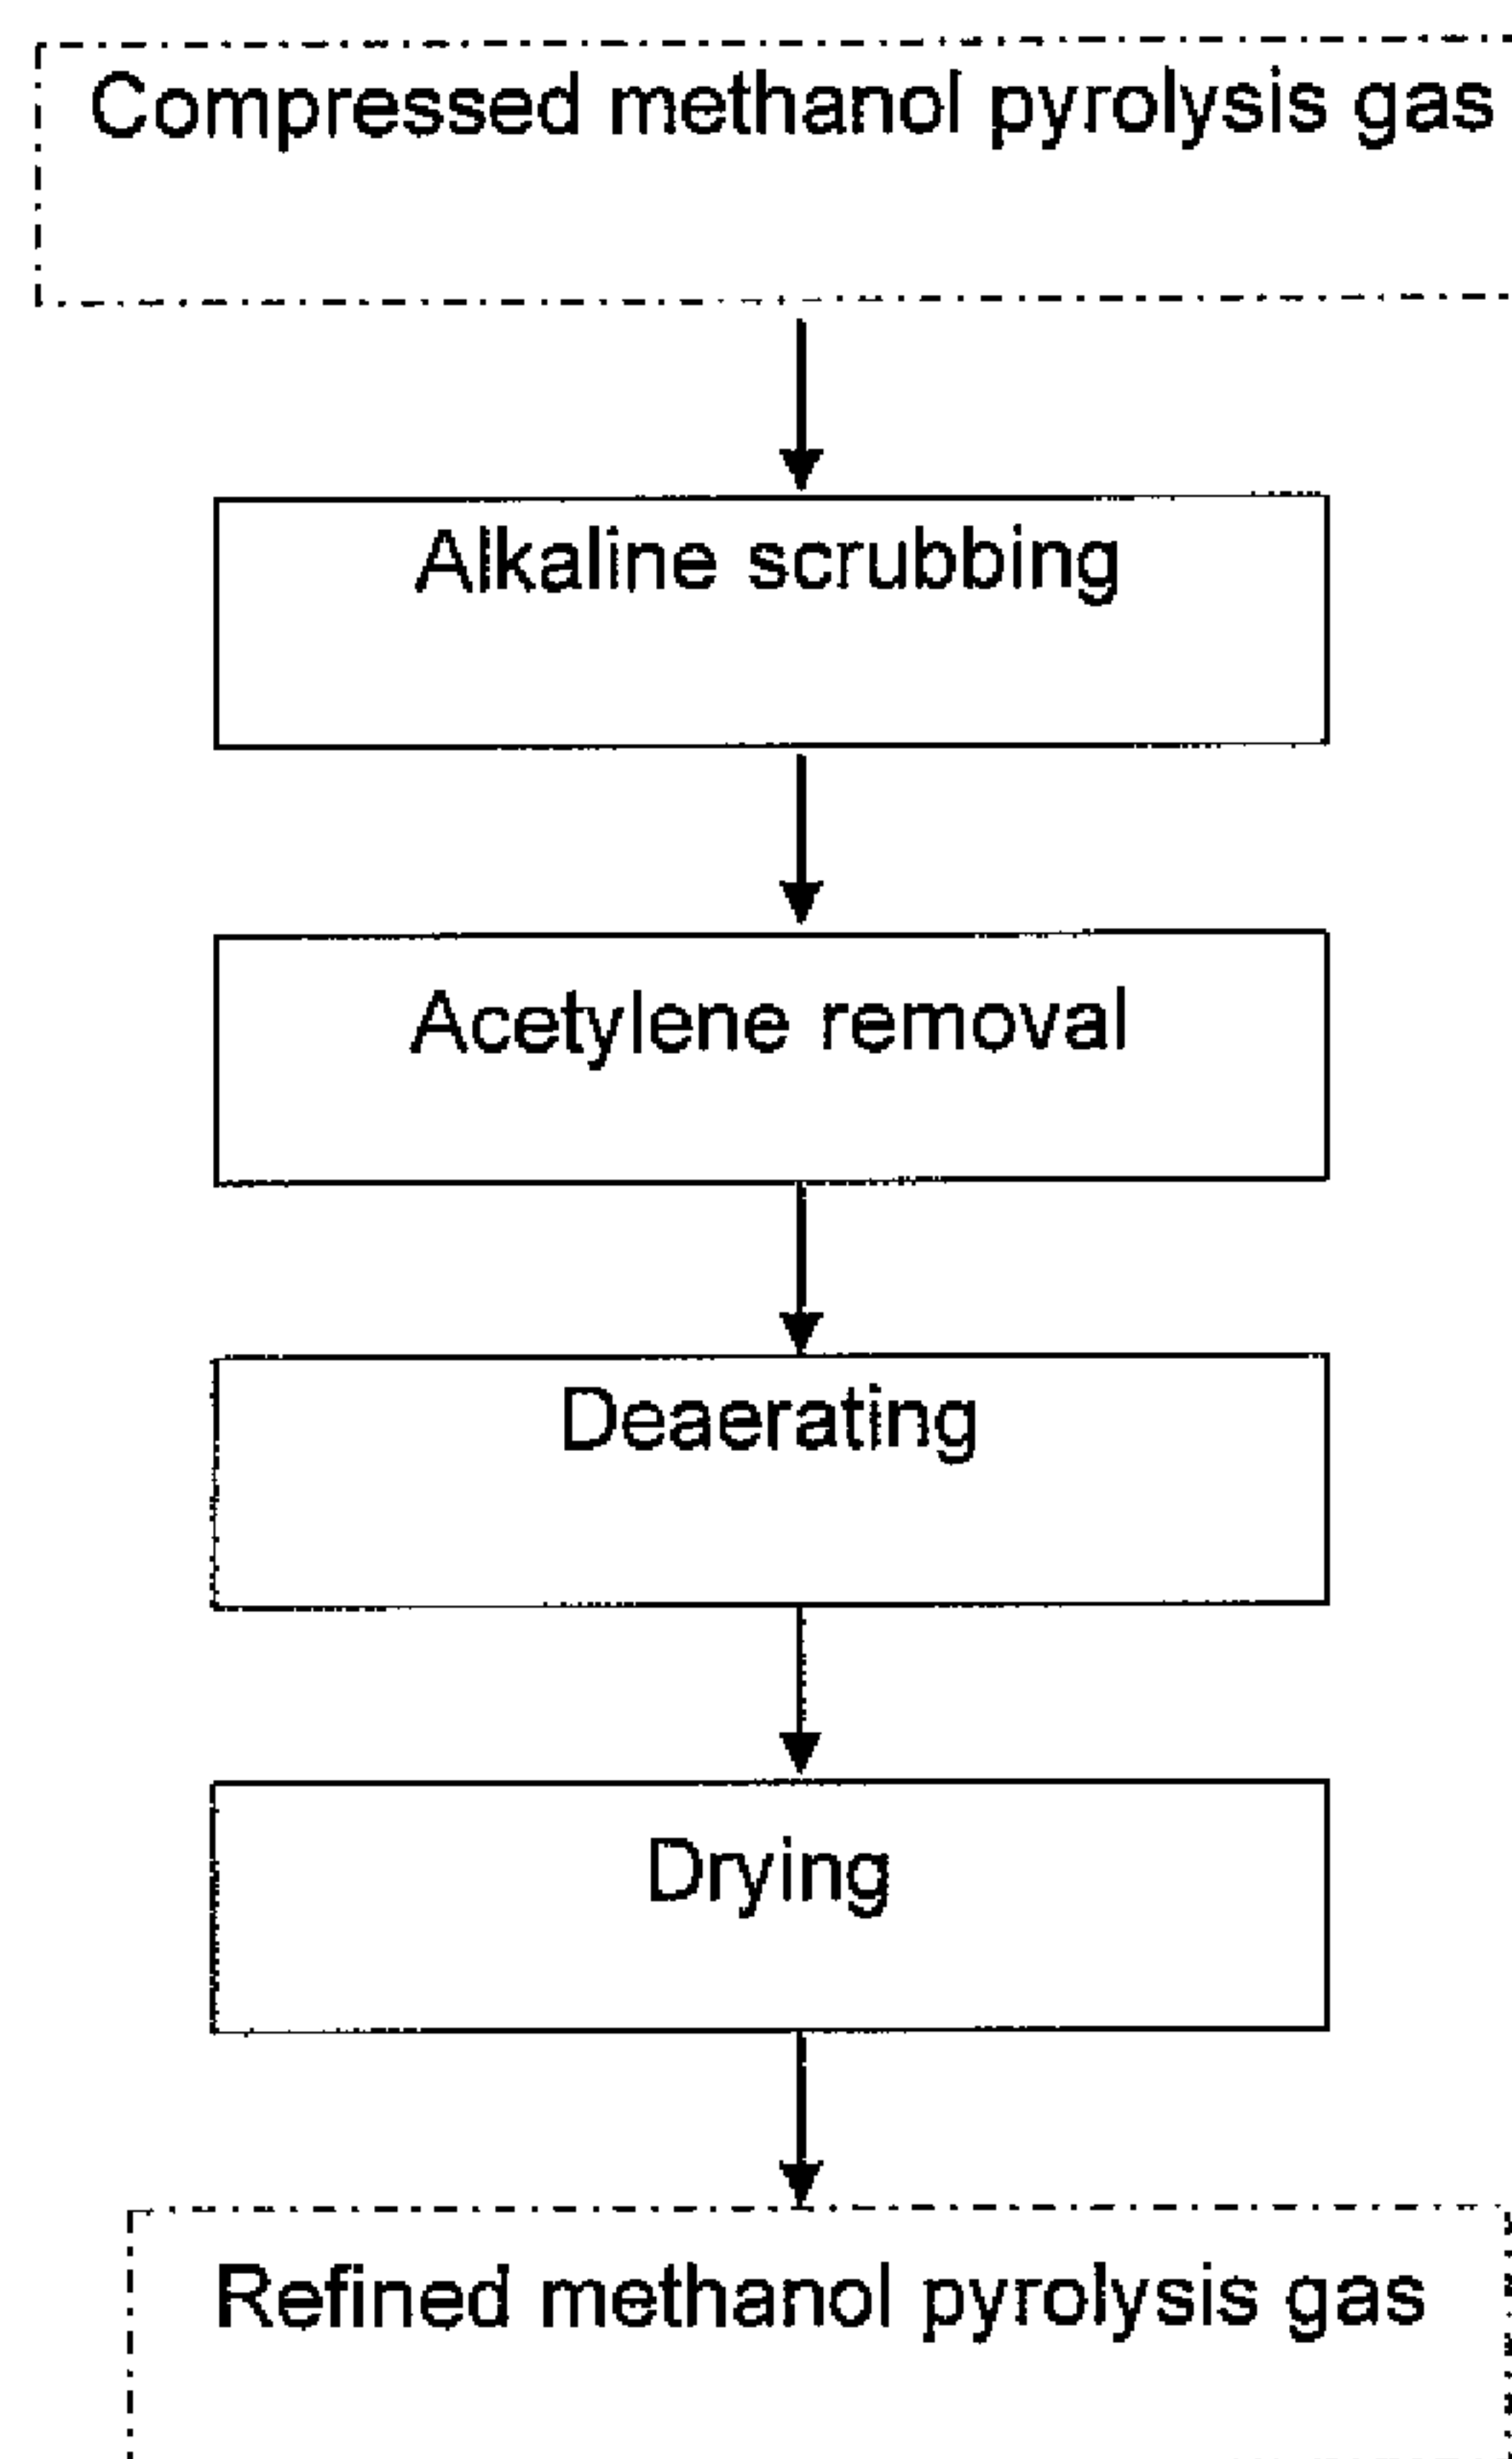 Compressed methanol pyrolysis gas
Alkaline scrubbing
Acetylene removal
Deaerating
Drying
Refined methanol pyrolysis gas